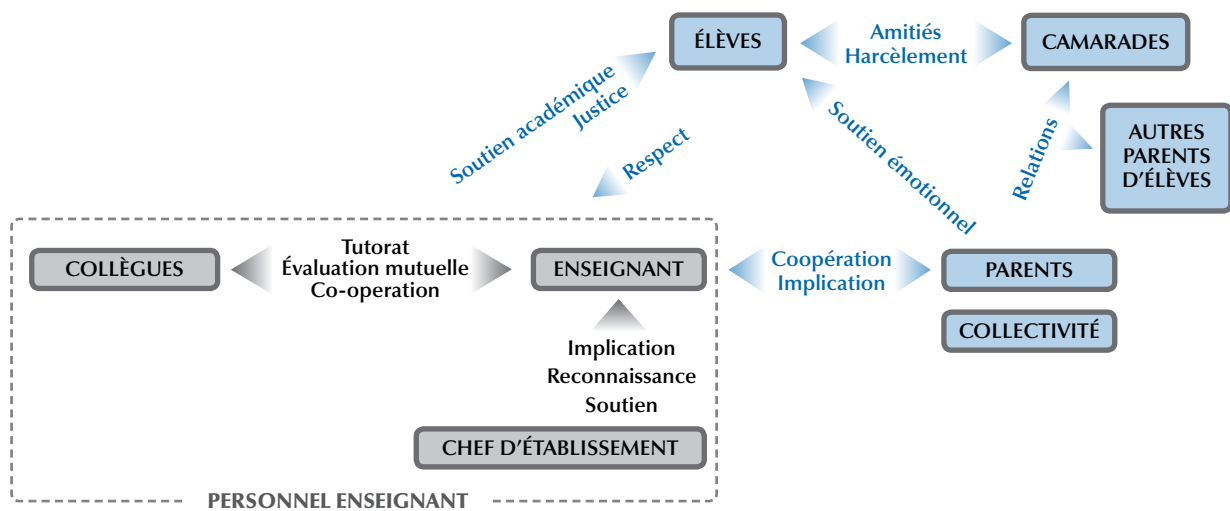 ÉLÈVES
Amitiés
Harcèlement
CAMARADES
Soutien académique
Justice
Respect
Soutien émotionnel
Relations
AUTRES
PARENTS
D’ÉLÈVES
COLLÈGUES
Tutorat
Évaluation mutuelle
Co-operation
ENSEIGNANT
Coopération
Implication
PARENTS
COLLECTIVITÉ
Implication
Reconnaissance
Soutien
CHEF D’ÉTABLISSEMENT
PERSONNEL ENSEIGNANT